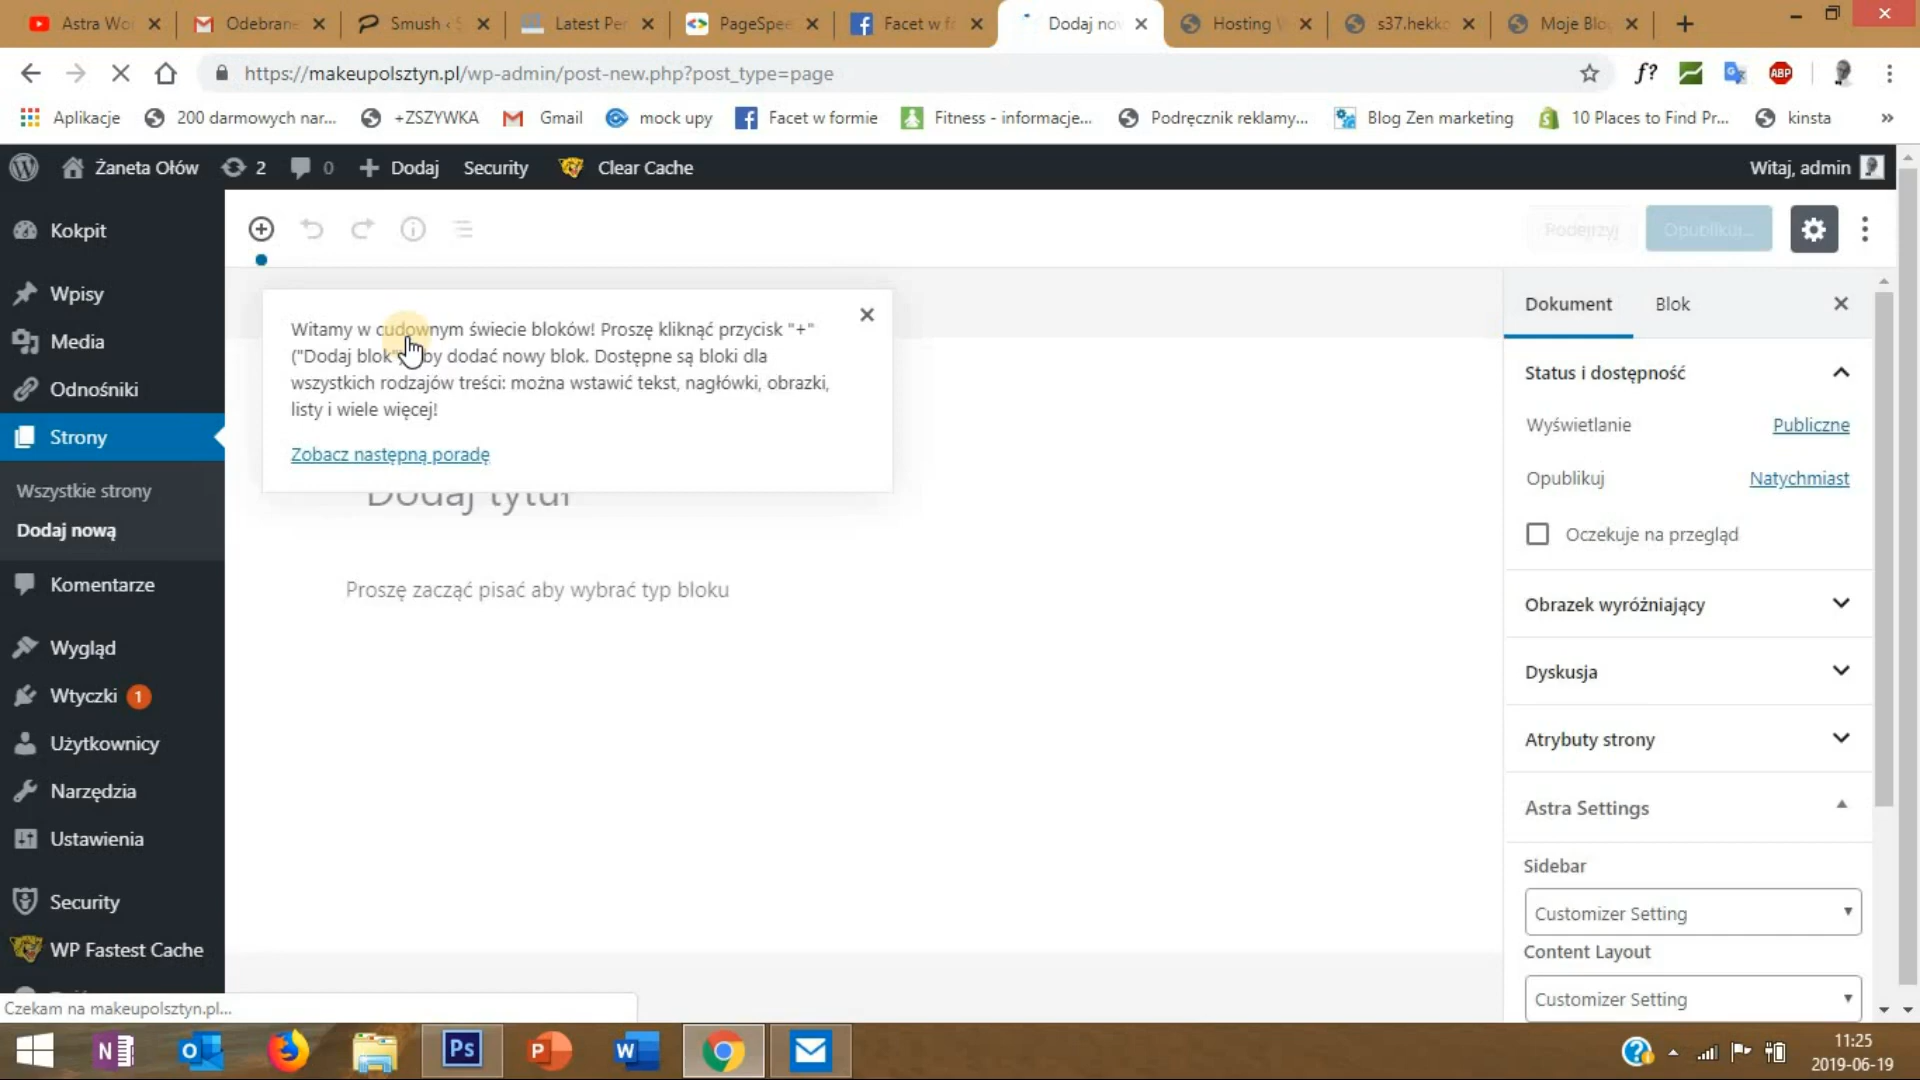 Astra Wo
Odebrane
Smush ‹ S
Latest Per
PageSpee
Facet w f
Dodaj nov
Hosting
s37.hekko
Moje Blo
https://makeupolsztyn.pl/wp-admin/post-new.php?post_type=page
f?
ABP
Aplikacje
200 darmowych nar...
+ZSZYWKA
Gmail
mock upy
Facet w formie
Fitness - informacje...
Podręcznik reklamy...
Blog Zen marketing
10 Places to Find Pr...
kinsta
»
Żaneta Ołów
2
0
Dodaj
Security
Clear Cache
Witaj, admin
Kokpit
Wpisy
Media
Odnośniki
Strony
Wszystkie strony
Dodaj nową
Komentarze
Wygląd
Wtyczki 1
Użytkownicy
Narzędzia
Ustawienia
Security
WP Fastest Cache
Czekam na makeupolsztyn.pl...
Podejrzyj
Opublikuj...
Witamy w cudownym świecie bloków! Proszę kliknąć przycisk "+"
("Dodaj blok" by dodać nowy blok. Dostępne są bloki dla
wszystkich rodzajów treści: można wstawić tekst, nagłówki, obrazki,
listy i wiele więcej!
Zobacz następną poradę
Dodaj tytuł
Proszę zacząć pisać aby wybrać typ bloku
Dokument
Blok
Status i dostępność
Wyświetlanie
Publiczne
Opublikuj
Natychmiast
Oczekuje na przegląd
Obrazek wyróżniający
Dyskusja
Atrybuty strony
Astra Settings
Sidebar
Customizer Setting
Content Layout
Customizer Setting
N
O
Ps
P
W
11:25
2019-06-19